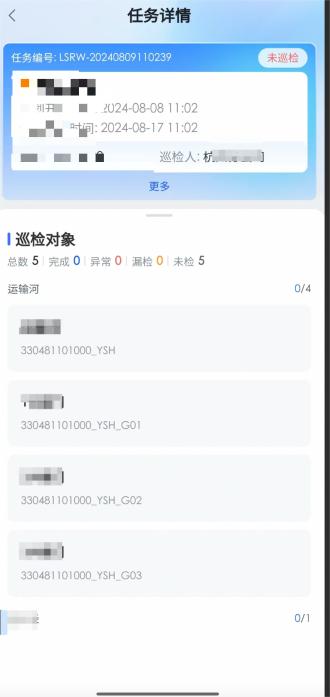 任务详情
任务编号: LSRW-20240809110239
未巡检
2024-08-08 11:02
时间: 2024-08-17 11:02
巡检人: 杭
更多
巡检对象
总数 5 完成 0 异常 0 漏检 0 未检 5
运输河 0/4
330481101000_YSH
330481101000_YSH_G01
330481101000_YSH_G02
330481101000_YSH_G03
0/1